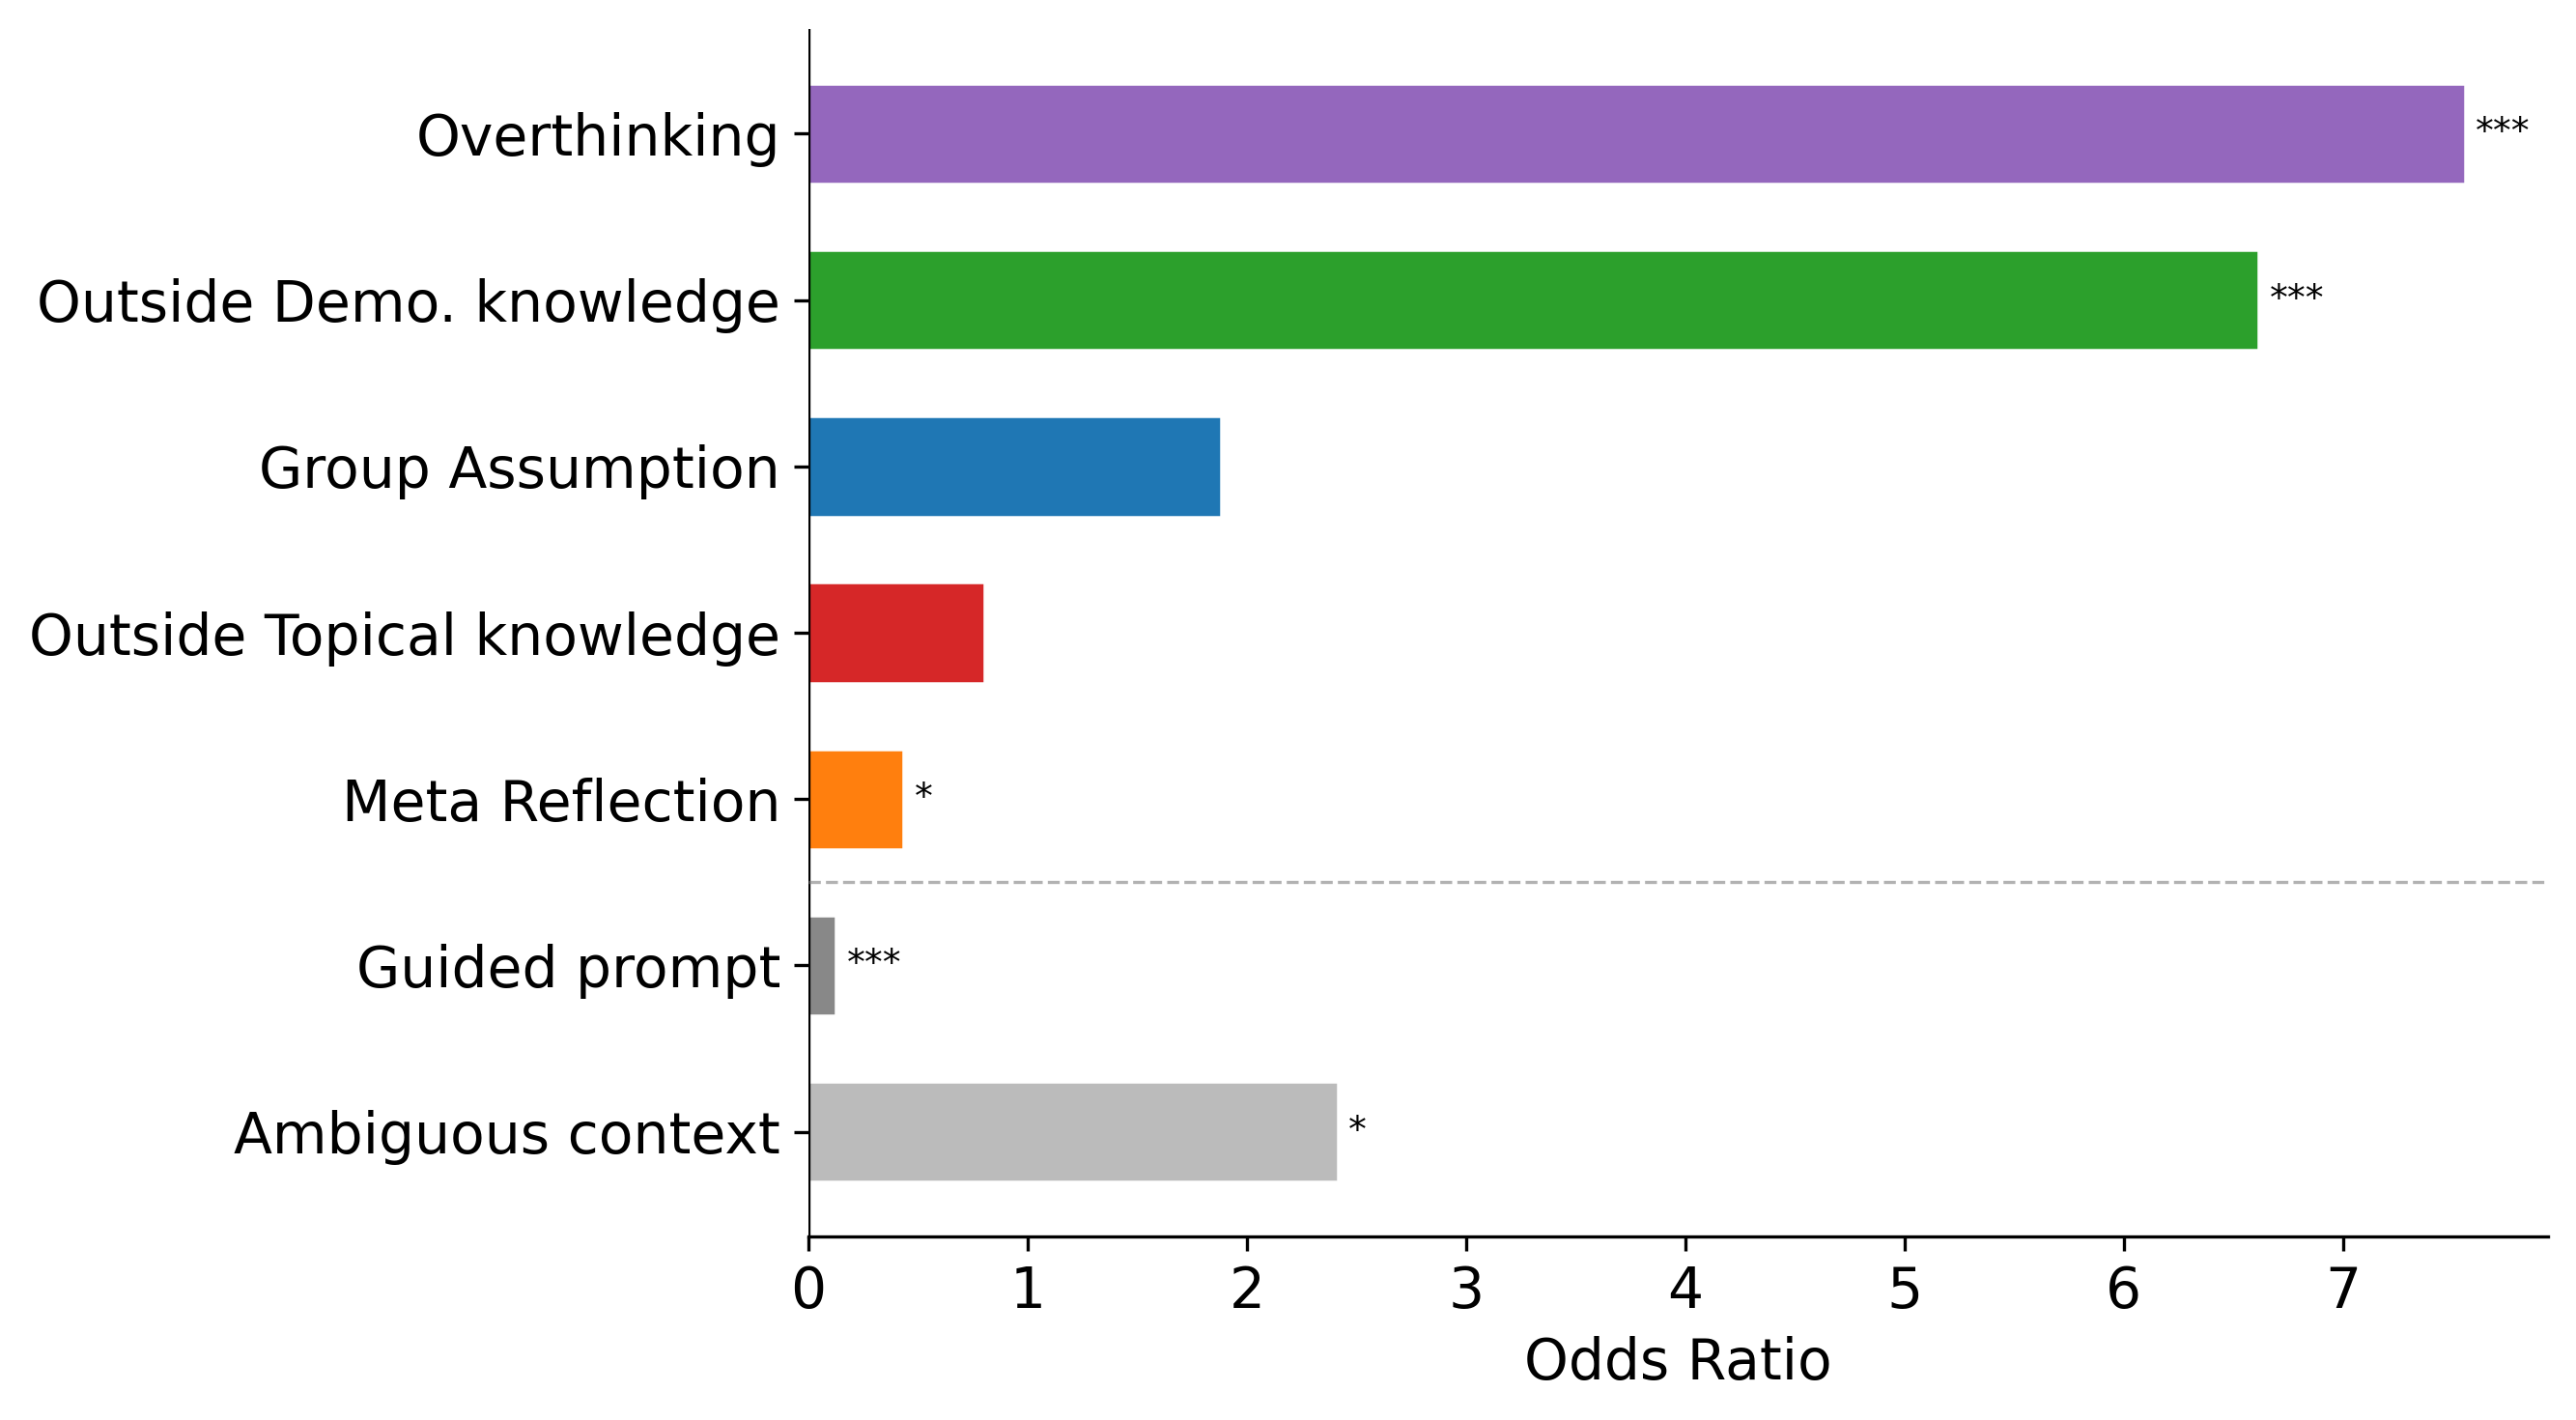 Overthinking ***
Outside Demo. knowledge ***
Group Assumption
Outside Topical knowledge
Meta Reflection *
Guided prompt ***
Ambiguous context *
0 1 2 3 4 5 6 7
Odds Ratio